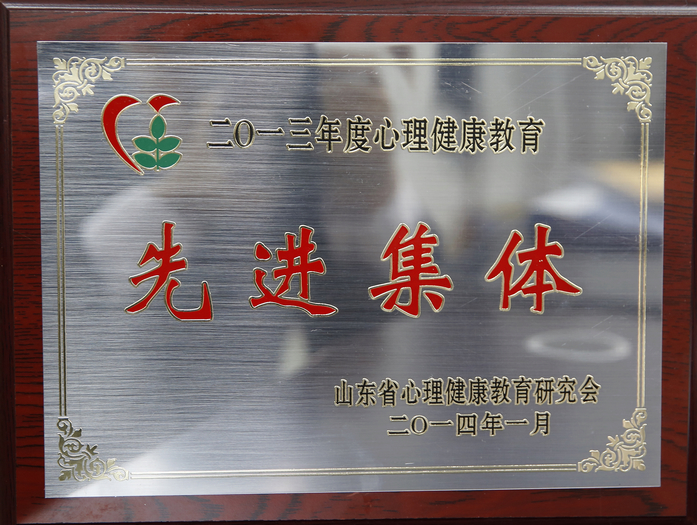 二〇一三年度心理健康教育
先进集体
山东省心理健康教育研究会
二〇一四年一月